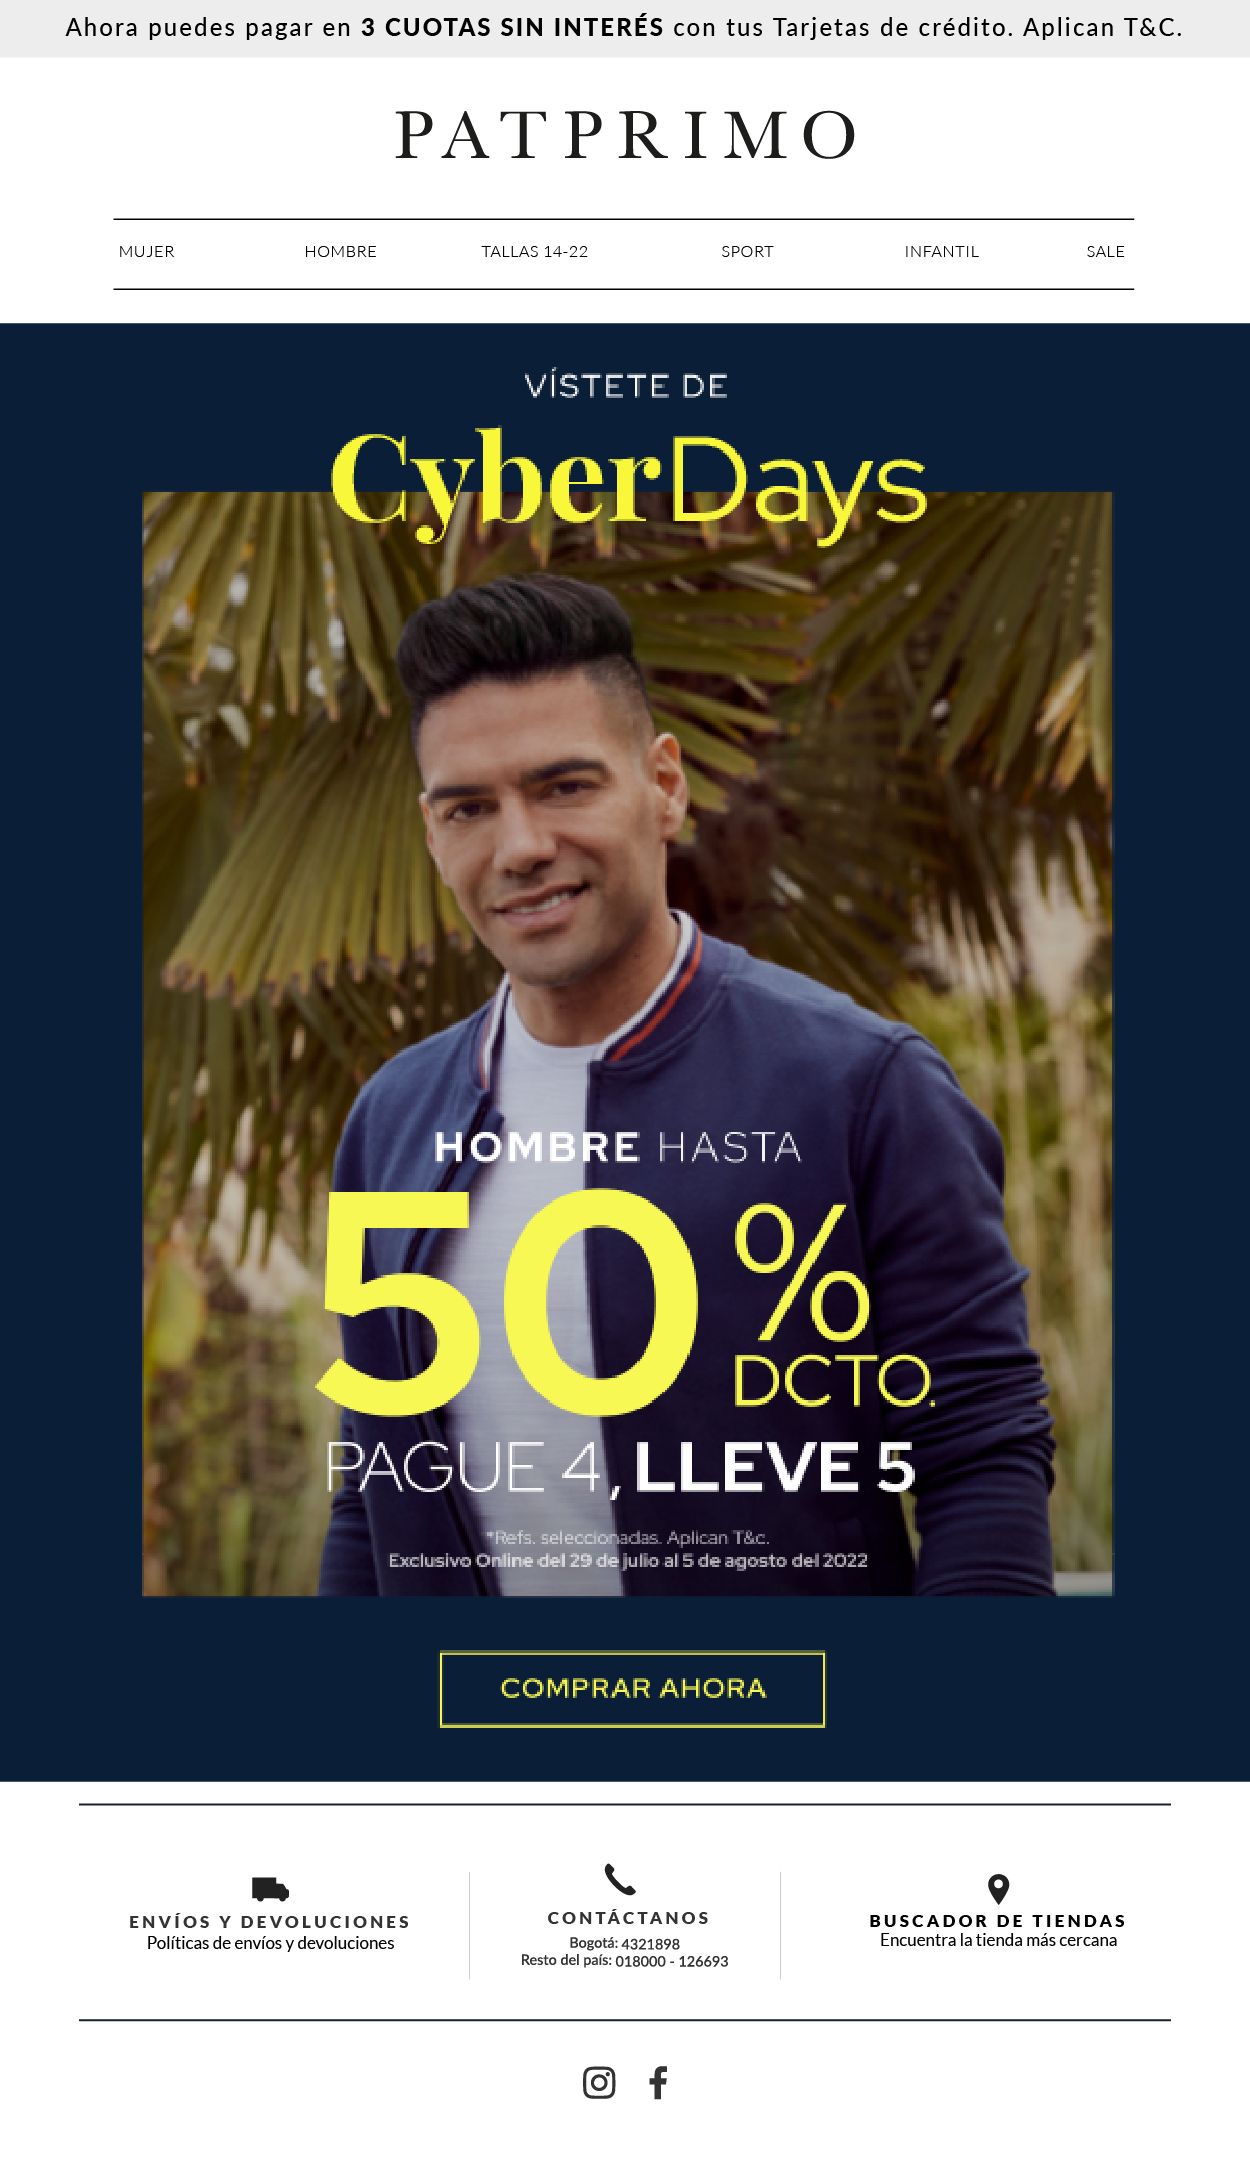 Ahora puedes pagar en 3 CUOTAS SIN INTERÉS con tus Tarjetas de crédito. Aplican T&C.
PATPRIMO
MUJER HOMBRE TALLAS 14-22 SPORT INFANTIL SALE
VÍSTETE DE
CyberDays
HOMBRE HASTA
50% DCTO.
PAGUE 4, LLEVE 5
*Refs. seleccionadas. Aplican T&c.
Exclusivo Online del 29 de julio al 5 de agosto del 2022
COMPRAR AHORA
ENVÍOS Y DEVOLUCIONES
Políticas de envíos y devoluciones
CONTÁCTANOS
Bogotá: 4321898
Resto del país: 018000 - 126693
BUSCADOR DE TIENDAS
Encuentra la tienda más cercana